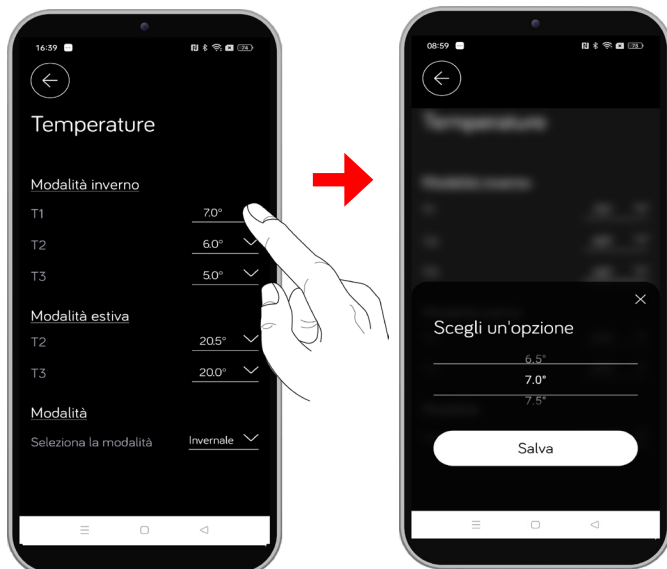 16:39
74
Temperature
Modalità inverno
T1 7.0°
T2 6.0°
T3 5.0°
Modalità estiva
T2 20.5°
T3 20.0°
Modalità
Seleziona la modalità Invernale
08:59
Temperature
Scegli un'opzione
6.5°
7.0°
7.5°
Salva